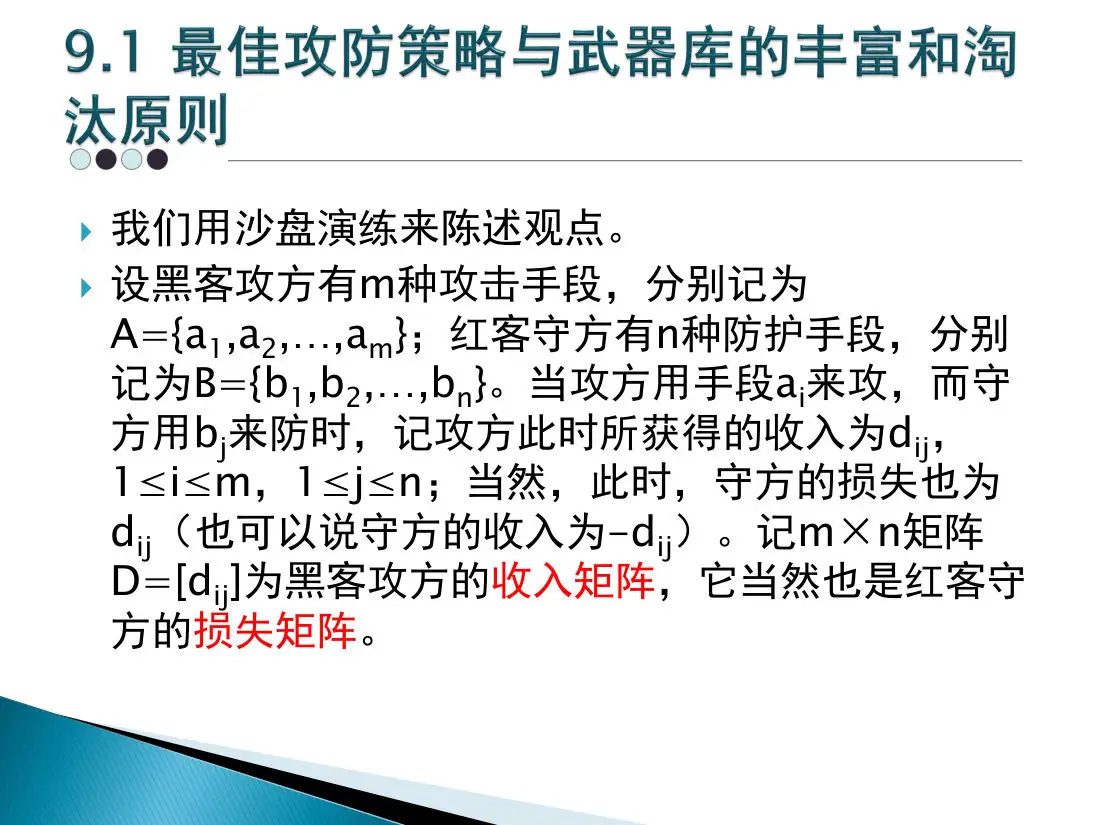 9.1 最佳攻防策略与武器库的丰富和淘
汰原则
我们用沙盘演练来陈述观点。
设黑客攻方有m种攻击手段，分别记为
A={a1,a2,…,am}；红客守方有n种防护手段，分别
记为B={b1,b2,…,bn}。当攻方用手段ai来攻，而守
方用bj来防时，记攻方此时所获得的收入为dij，
1≤i≤m，1≤j≤n；当然，此时，守方的损失也为
dij（也可以说守方的收入为-dij）。记m×n矩阵
D=[dij]为黑客攻方的收入矩阵，它当然也是红客守
方的损失矩阵。